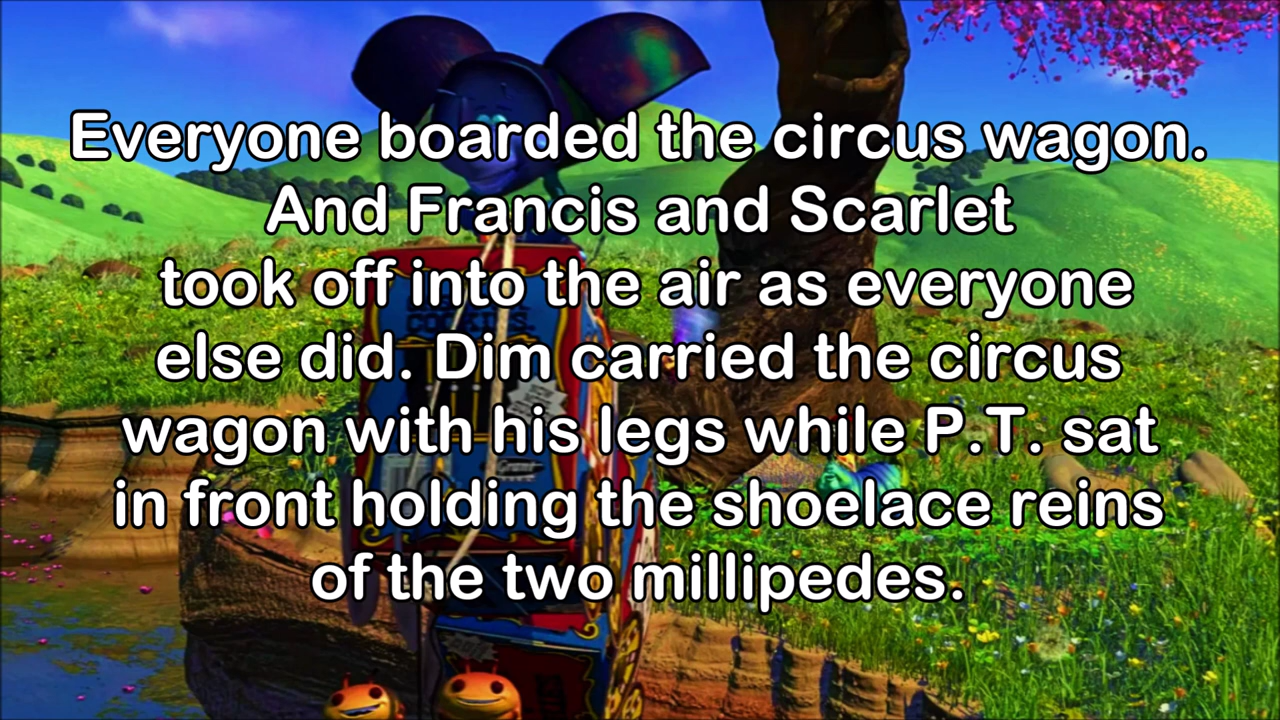 Everyone boarded the circus wagon.
And Francis and Scarlet
took off into the air as everyone
else did. Dim carried the circus
wagon with his legs while P.T. sat
in front holding the shoelace reins
of the two millipedes.
COOKIES